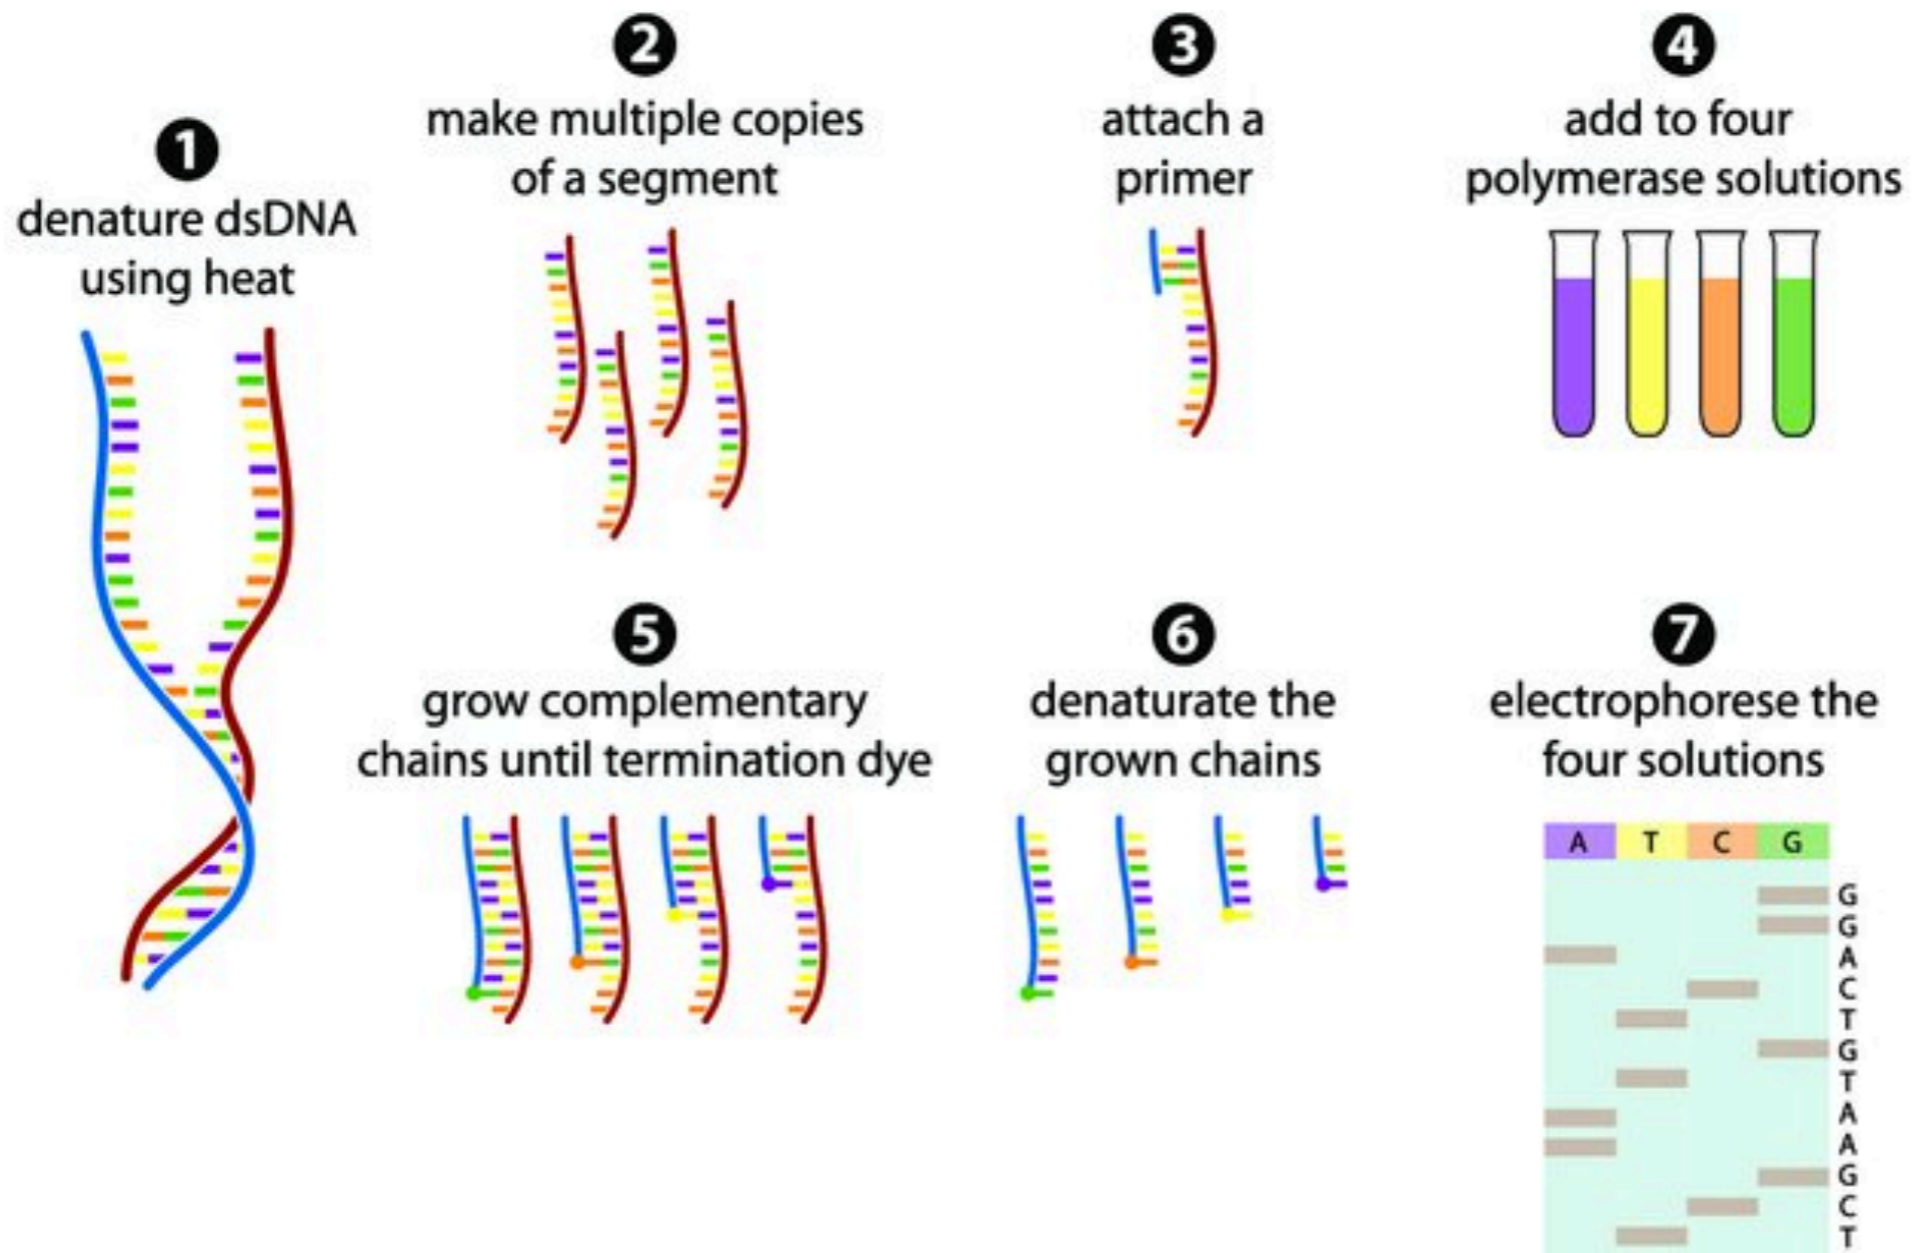 1
denature dsDNA
using heat
2
make multiple copies
of a segment
3
attach a
primer
4
add to four
polymerase solutions
5
grow complementary
chains until termination dye
6
denaturate the
grown chains
7
electrophorese the
four solutions
A T C G
G
G
A
C
T
G
T
A
A
G
C
T